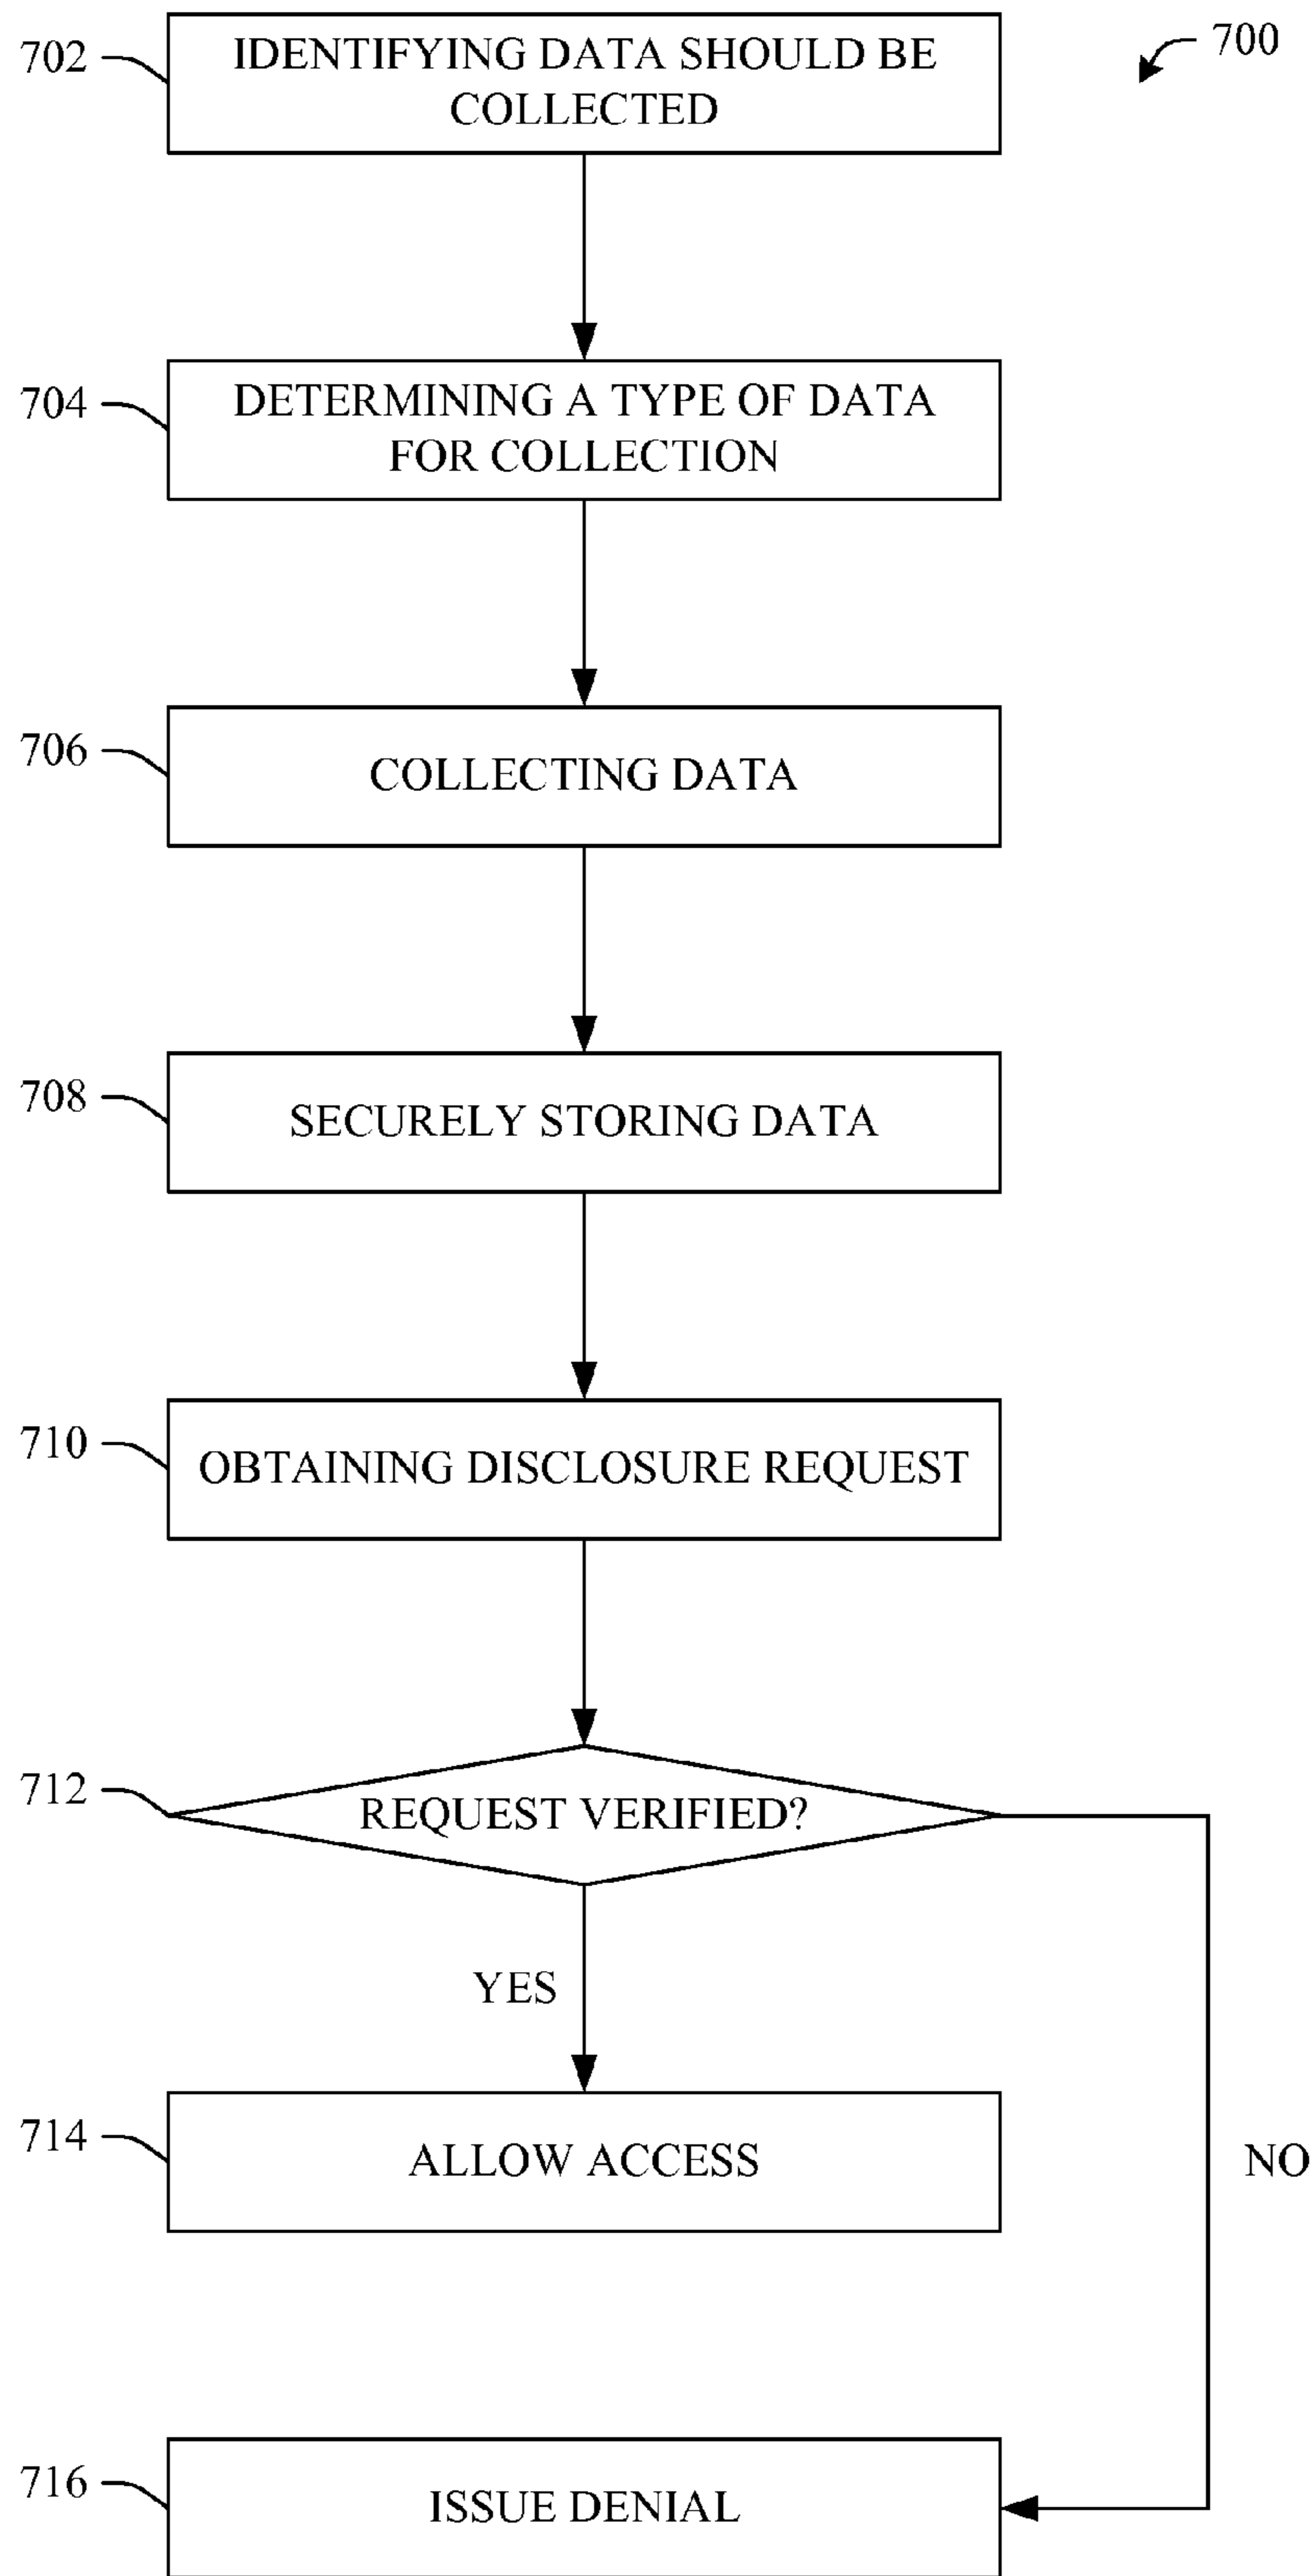 700
702
IDENTIFYING DATA SHOULD BE
COLLECTED
704
DETERMINING A TYPE OF DATA
FOR COLLECTION
706
COLLECTING DATA
708
SECURELY STORING DATA
710
OBTAINING DISCLOSURE REQUEST
712
REQUEST VERIFIED?
YES
714
ALLOW ACCESS
NO
716
ISSUE DENIAL